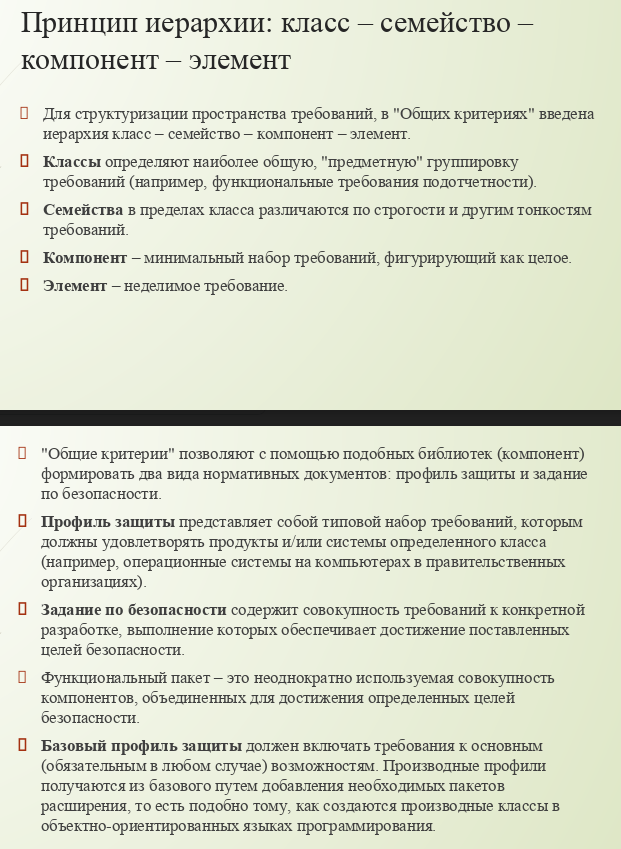 Принцип иерархии: класс – семейство –
компонент – элемент
Для структуризации пространства требований, в "Общих критериях" введена
иерархия класс – семейство – компонент – элемент.
Классы определяют наиболее общую, "предметную" группировку
требований (например, функциональные требования подотчетности).
Семейства в пределах класса различаются по строгости и другим тонкостям
требований.
Компонент – минимальный набор требований, фигурирующий как целое.
Элемент – неделимое требование.
"Общие критерии" позволяют с помощью подобных библиотек (компонент)
формировать два вида нормативных документов: профиль защиты и задание
по безопасности.
Профиль защиты представляет собой типовой набор требований, которым
должны удовлетворять продукты и/или системы определенного класса
(например, операционные системы на компьютерах в правительственных
организациях).
Задание по безопасности содержит совокупность требований к конкретной
разработке, выполнение которых обеспечивает достижение поставленных
целей безопасности.
Функциональный пакет – это неоднократно используемая совокупность
компонентов, объединенных для достижения определенных целей
безопасности.
Базовый профиль защиты должен включать требования к основным
(обязательным в любом случае) возможностям. Производные профили
получаются из базового путем добавления необходимых пакетов
расширения, то есть подобно тому, как создаются производные классы в
объектно-ориентированных языках программирования.